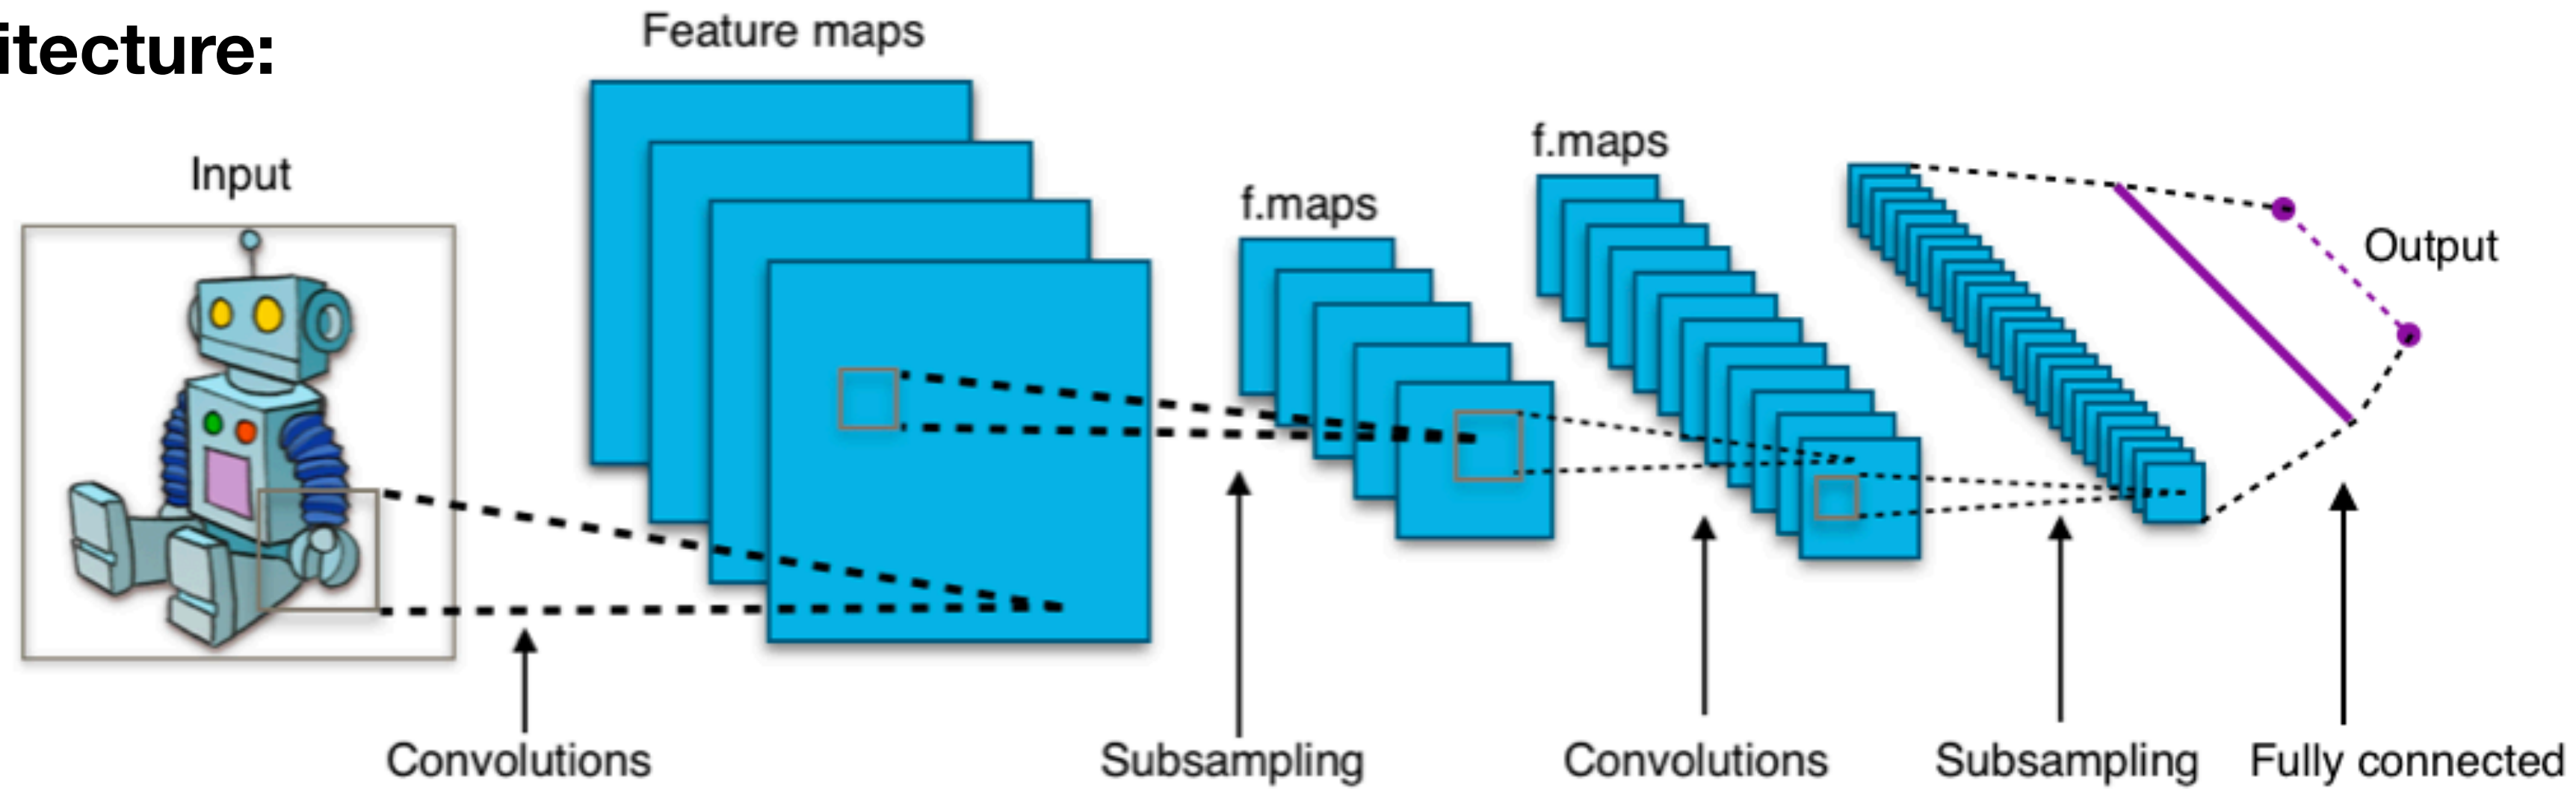 itecture:
Feature maps
Input
f.maps
f.maps
Output
Convolutions
Subsampling
Convolutions
Subsampling
Fully connected